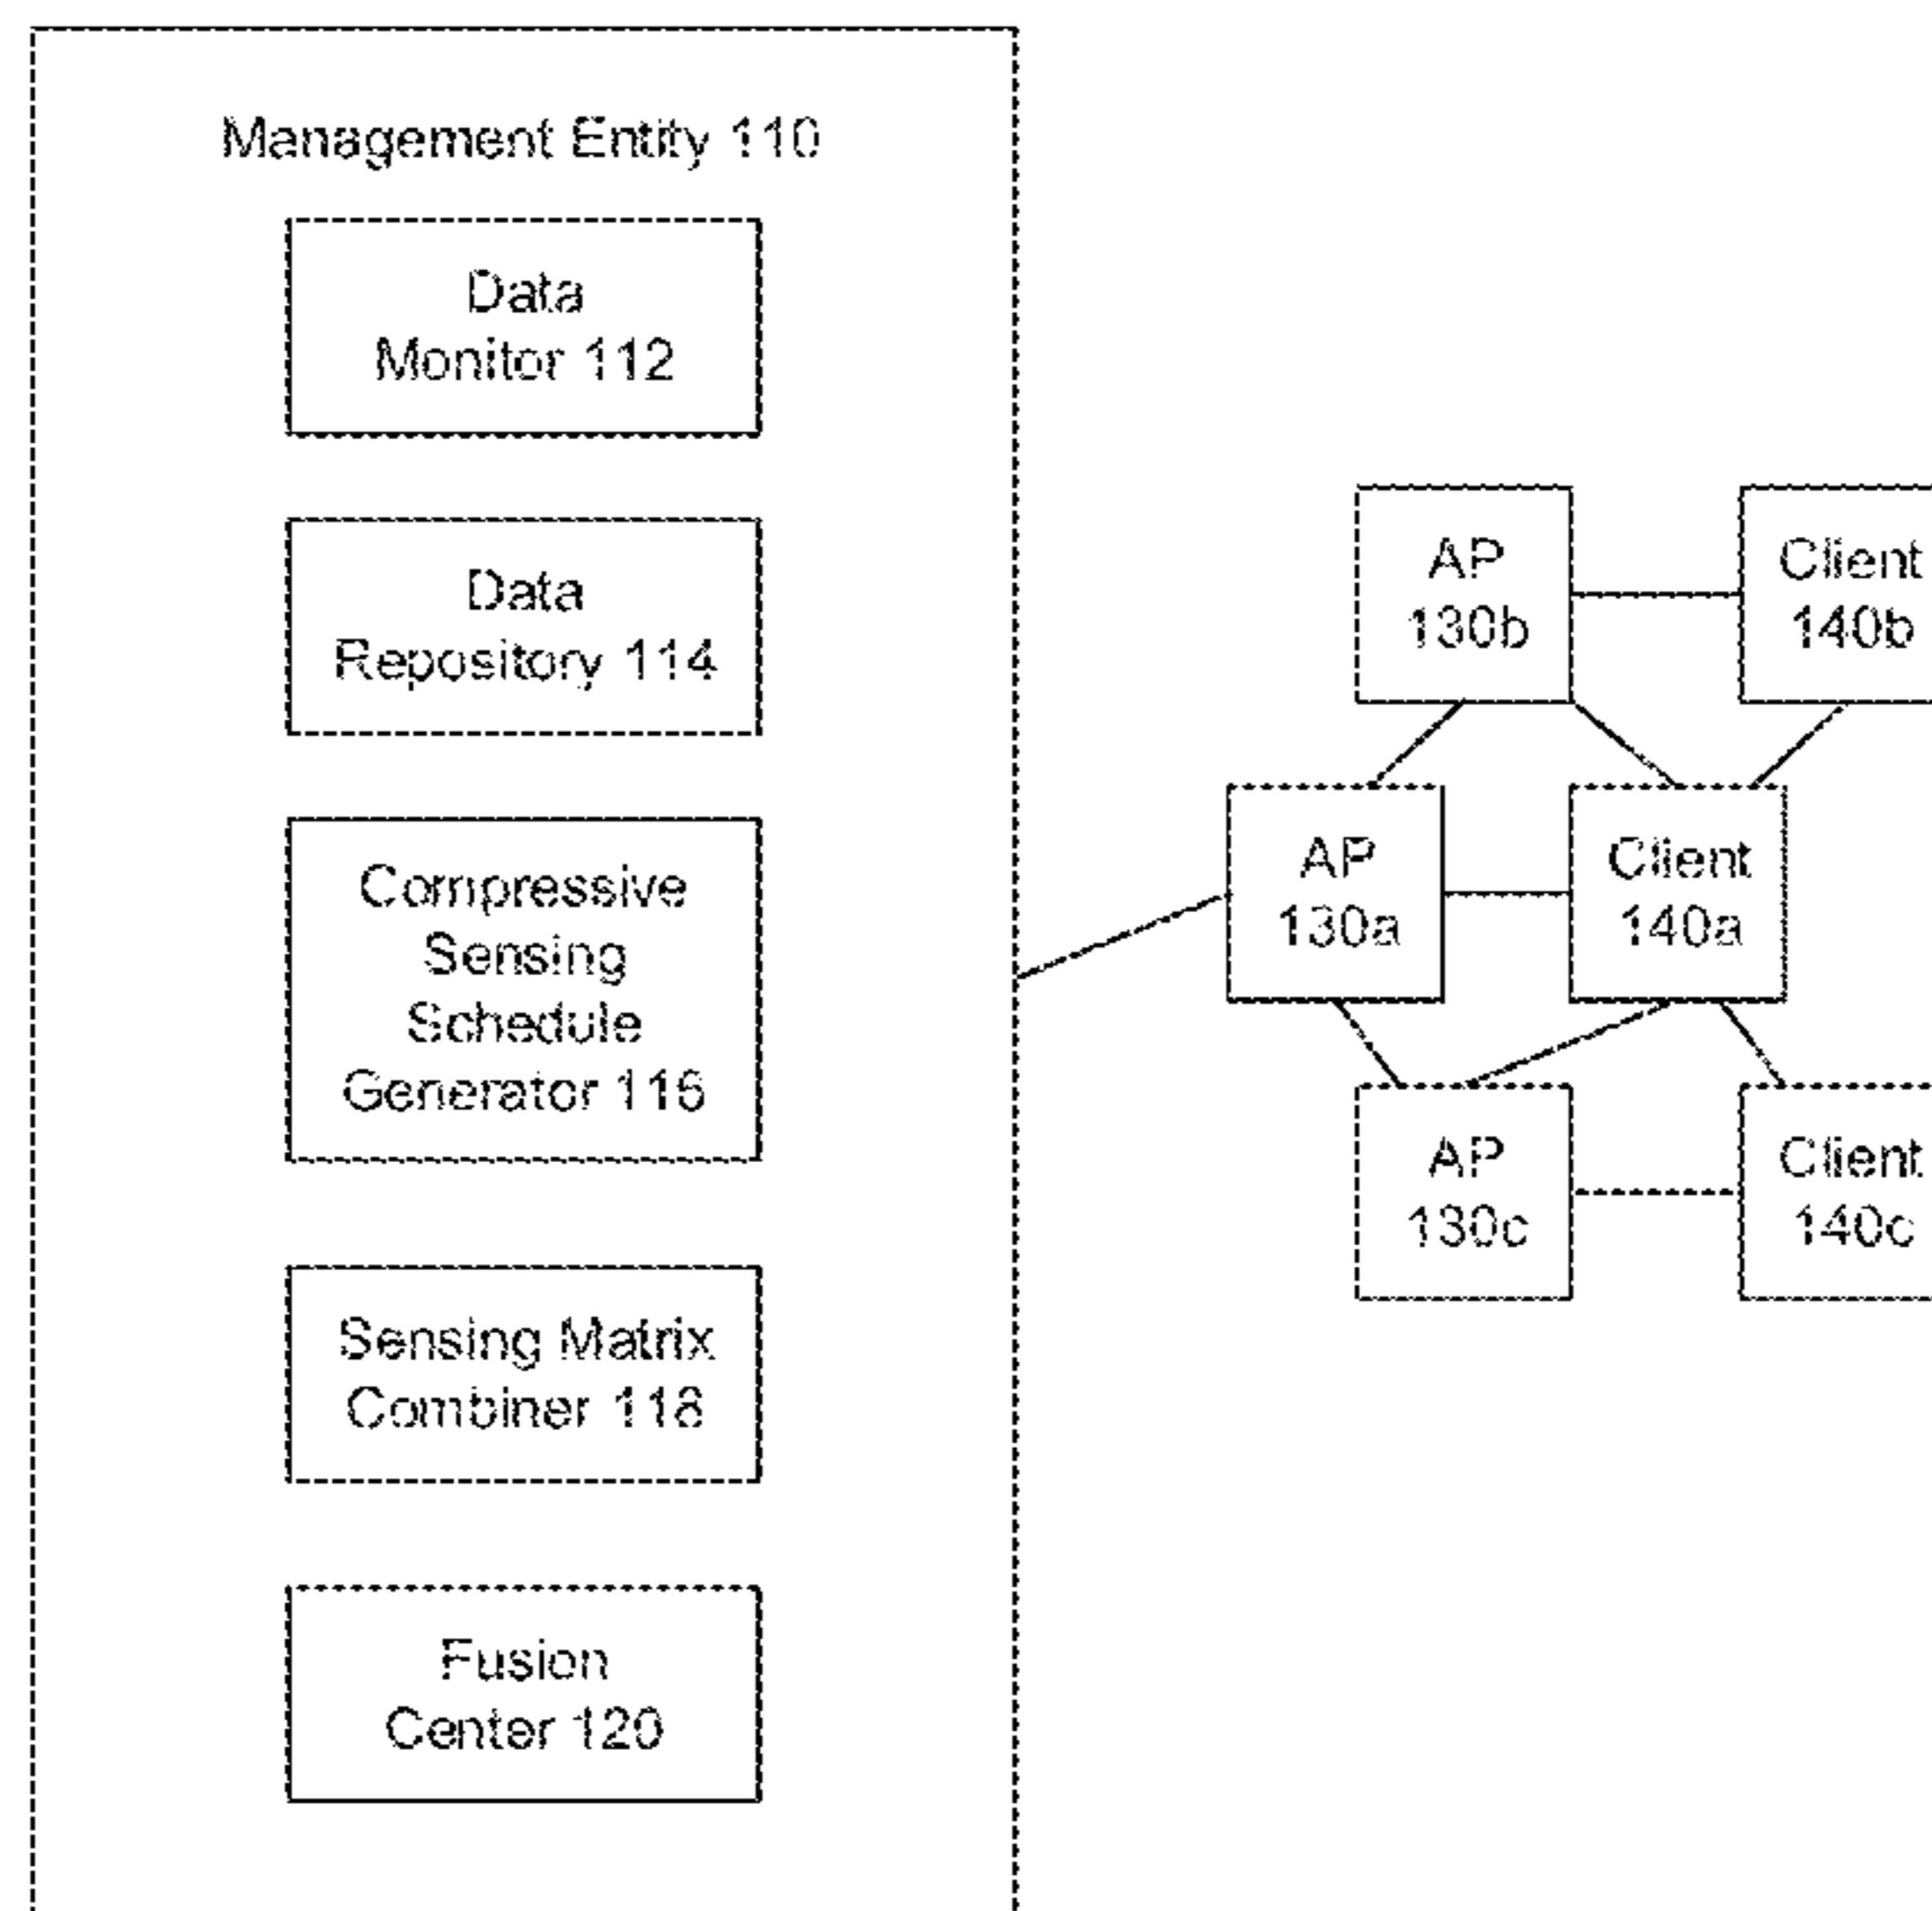 Management Entity 110
Data
Monitor 112
Data
Repository 114
Compressive
Sensing
Schedule
Generator 116
Sensing Matrix
Combiner 118
Fusion
Center 120
AP
130b
Client
140b
AP
130a
Client
140a
AP
130c
Client
140c